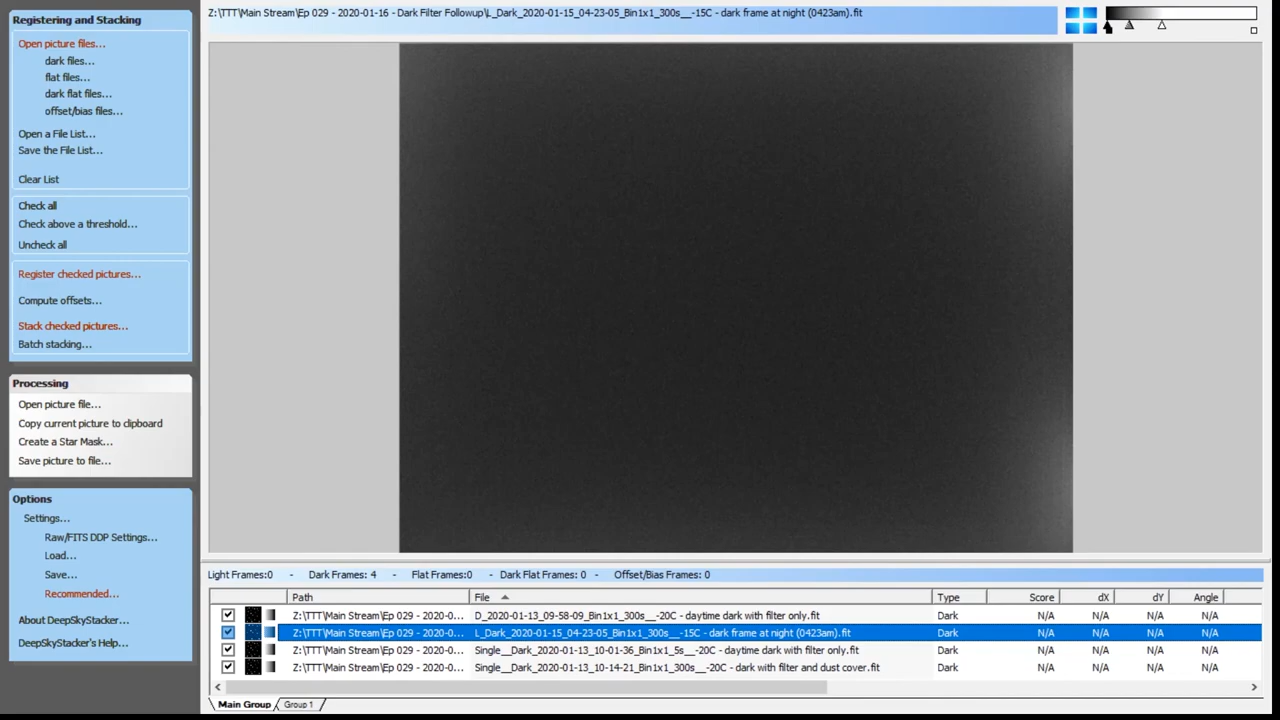 Registering and Stacking
Open picture files...
dark files...
flat files...
dark flat files...
offset/bias files...
Open a File List...
Save the File List...
Clear List
Check all
Check above a threshold...
Uncheck all
Register checked pictures...
Compute offsets...
Stack checked pictures...
Batch stacking...
Processing
Open picture file...
Copy current picture to clipboard
Create a Star Mask...
Save picture to file...
Options
Settings...
Raw/FITS DDP Settings...
Load...
Save...
Recommended...
About DeepSkyStacker...
DeepSkyStacker's Help...
Z:\TTT\Main Stream\Ep 029 - 2020-01-16 - Dark Filter Followup\L_Dark_2020-01-15_04-23-05_Bin1x1_300s__-15C - dark frame at night (0423am).fit
Light Frames:0 - Dark Frames: 4 - Flat Frames:0 - Dark Flat Frames: 0 - Offset/Bias Frames: 0
Path File Type Score dX dY Angle
Z:\TTT\Main Stream\Ep 029 - 2020-0... D_2020-01-13_09-58-09_Bin1x1_300s__-20C - daytime dark with filter only.fit Dark N/A N/A N/A N/A
Z:\TTT\Main Stream\Ep 029 - 2020-0... L_Dark_2020-01-15_04-23-05_Bin1x1_300s__-15C - dark frame at night (0423am).fit Dark N/A N/A N/A N/A
Z:\TTT\Main Stream\Ep 029 - 2020-0... Single__Dark_2020-01-13_10-01-36_Bin1x1_5s__-20C - daytime dark with filter only.fit Dark N/A N/A N/A N/A
Z:\TTT\Main Stream\Ep 029 - 2020-0... Single__Dark_2020-01-13_10-14-21_Bin1x1_300s__-20C - dark with filter and dust cover.fit Dark N/A N/A N/A N/A
Main Group Group 1